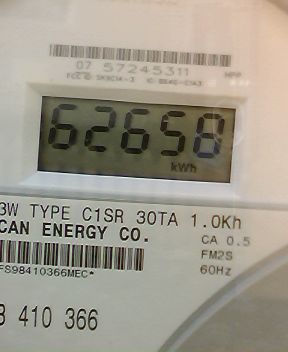 07 57245311
62658
kWh
3W TYPE C1SR 30TA 1.0Kh
CAN ENERGY CO.
CA 0.5
FM2S
60Hz
FS98410366MEC*
410 366